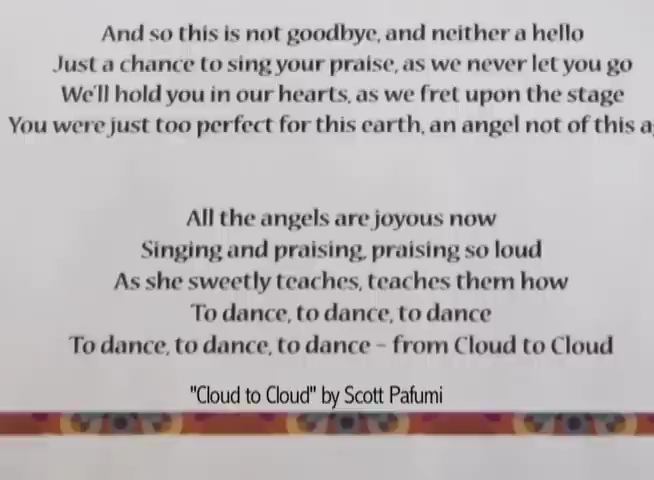 And so this is not goodbye, and neither a hello
Just a chance to sing your praise, as we never let you go
We'll hold you in our hearts, as we fret upon the stage
You were just too perfect for this earth, an angel not of this
All the angels are joyous now
Singing and praising, praising so loud
As she sweetly teaches, teaches them how
To dance, to dance, to dance
To dance, to dance, to dance – from Cloud to Cloud
"Cloud to Cloud" by Scott Pafumi